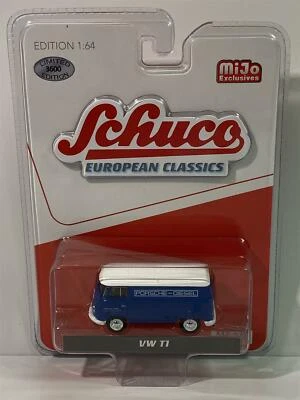 EDITION 1:64
LIMITED
3600
EDITION
MiJo
Exclusives
Schuco
EUROPEAN CLASSICS
PORSCHE-DIESEL
VW T1